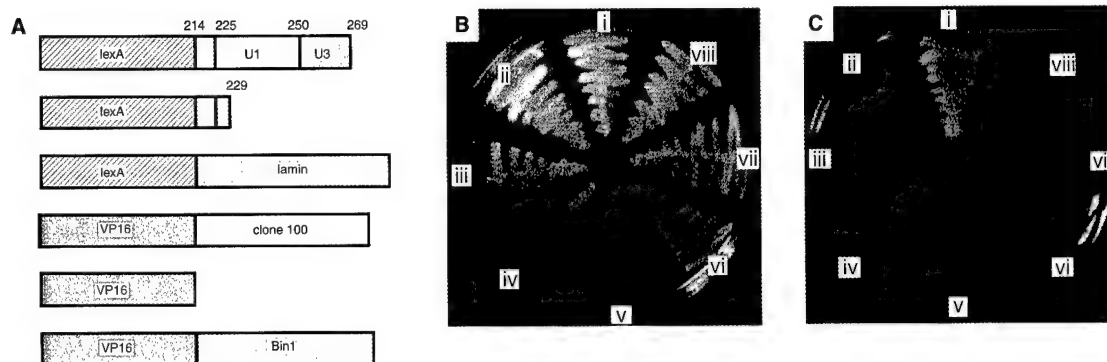 A
214 225 250 269
lexA U1 U3
229
lexA
lexA lamin
VP16 clone 100
VP16
VP16 Bin1
B
i
ii
viii
iii
vii
iv
vi
v
C
i
ii
viii
iii
vi
iv
vi
v